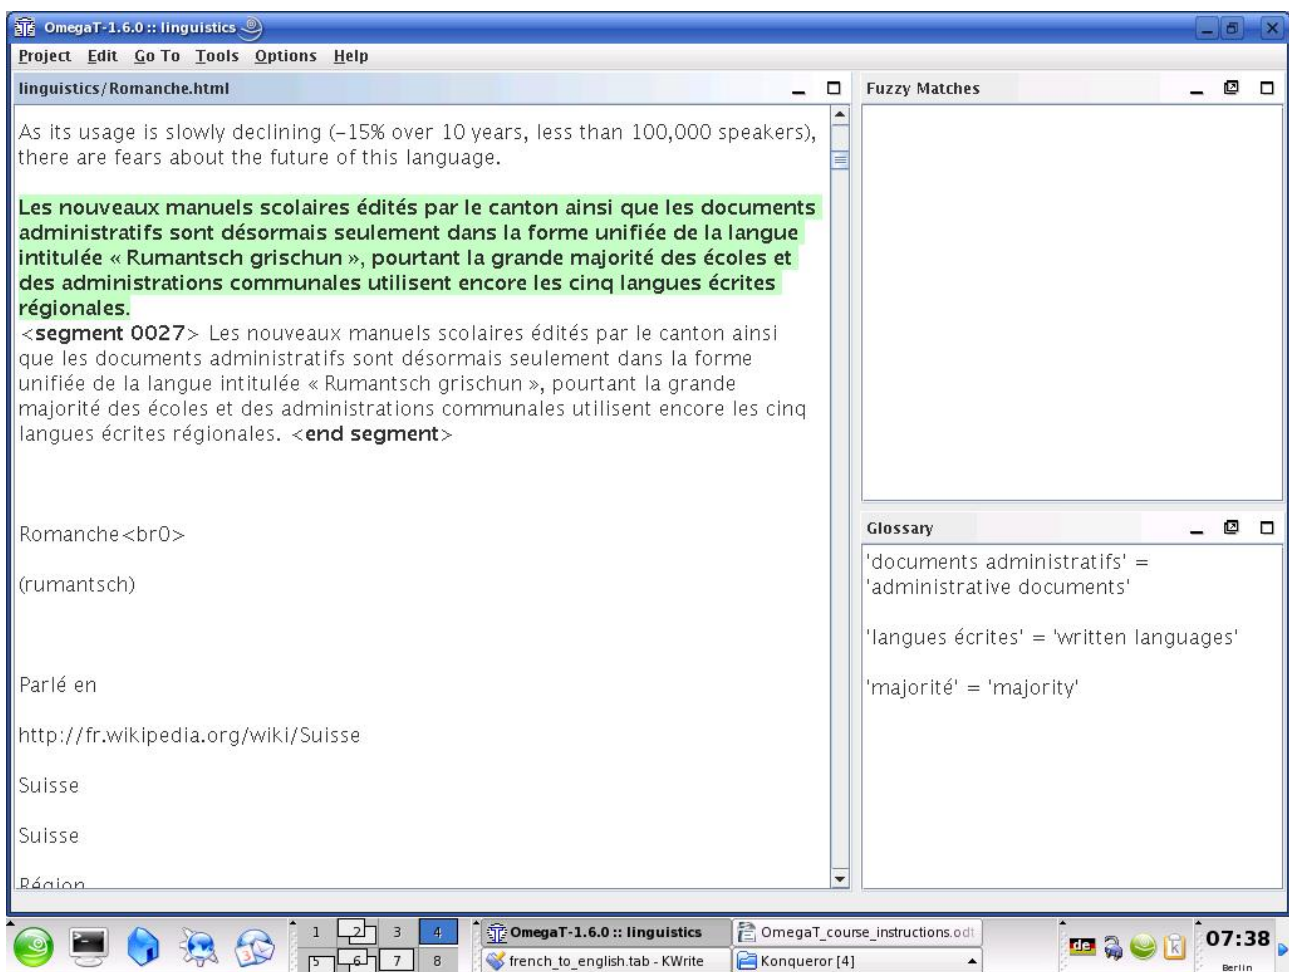 OmegaT-1.6.0 :: linguistics
Project Edit Go To Tools Options Help
linguistics/Romanche.html
As its usage is slowly declining (-15% over 10 years, less than 100,000 speakers),
there are fears about the future of this language.
Les nouveaux manuels scolaires édités par le canton ainsi que les documents
administratifs sont désormais seulement dans la forme unifiée de la langue
intitulée « Rumantsch grischun », pourtant la grande majorité des écoles et
des administrations communales utilisent encore les cinq langues écrites
régionales.
<segment 0027> Les nouveaux manuels scolaires édités par le canton ainsi
que les documents administratifs sont désormais seulement dans la forme
unifiée de la langue intitulée « Rumantsch grischun », pourtant la grande
majorité des écoles et des administrations communales utilisent encore les cinq
langues écrites régionales. <end segment>
Romanche<br0>
(rumantsch)
Parlé en
http://fr.wikipedia.org/wiki/Suisse
Suisse
Suisse
Région
Fuzzy Matches
Glossary
'documents administratifs' =
'administrative documents'
'langues écrites' = 'written languages'
'majorité' = 'majority'
1 2 3 4
5 6 7 8
OmegaT-1.6.0 :: linguistics
french_to_english.tab - KWrite
OmegaT_course_instructions.odt
Konqueror [4]
de
07:38
Berlin